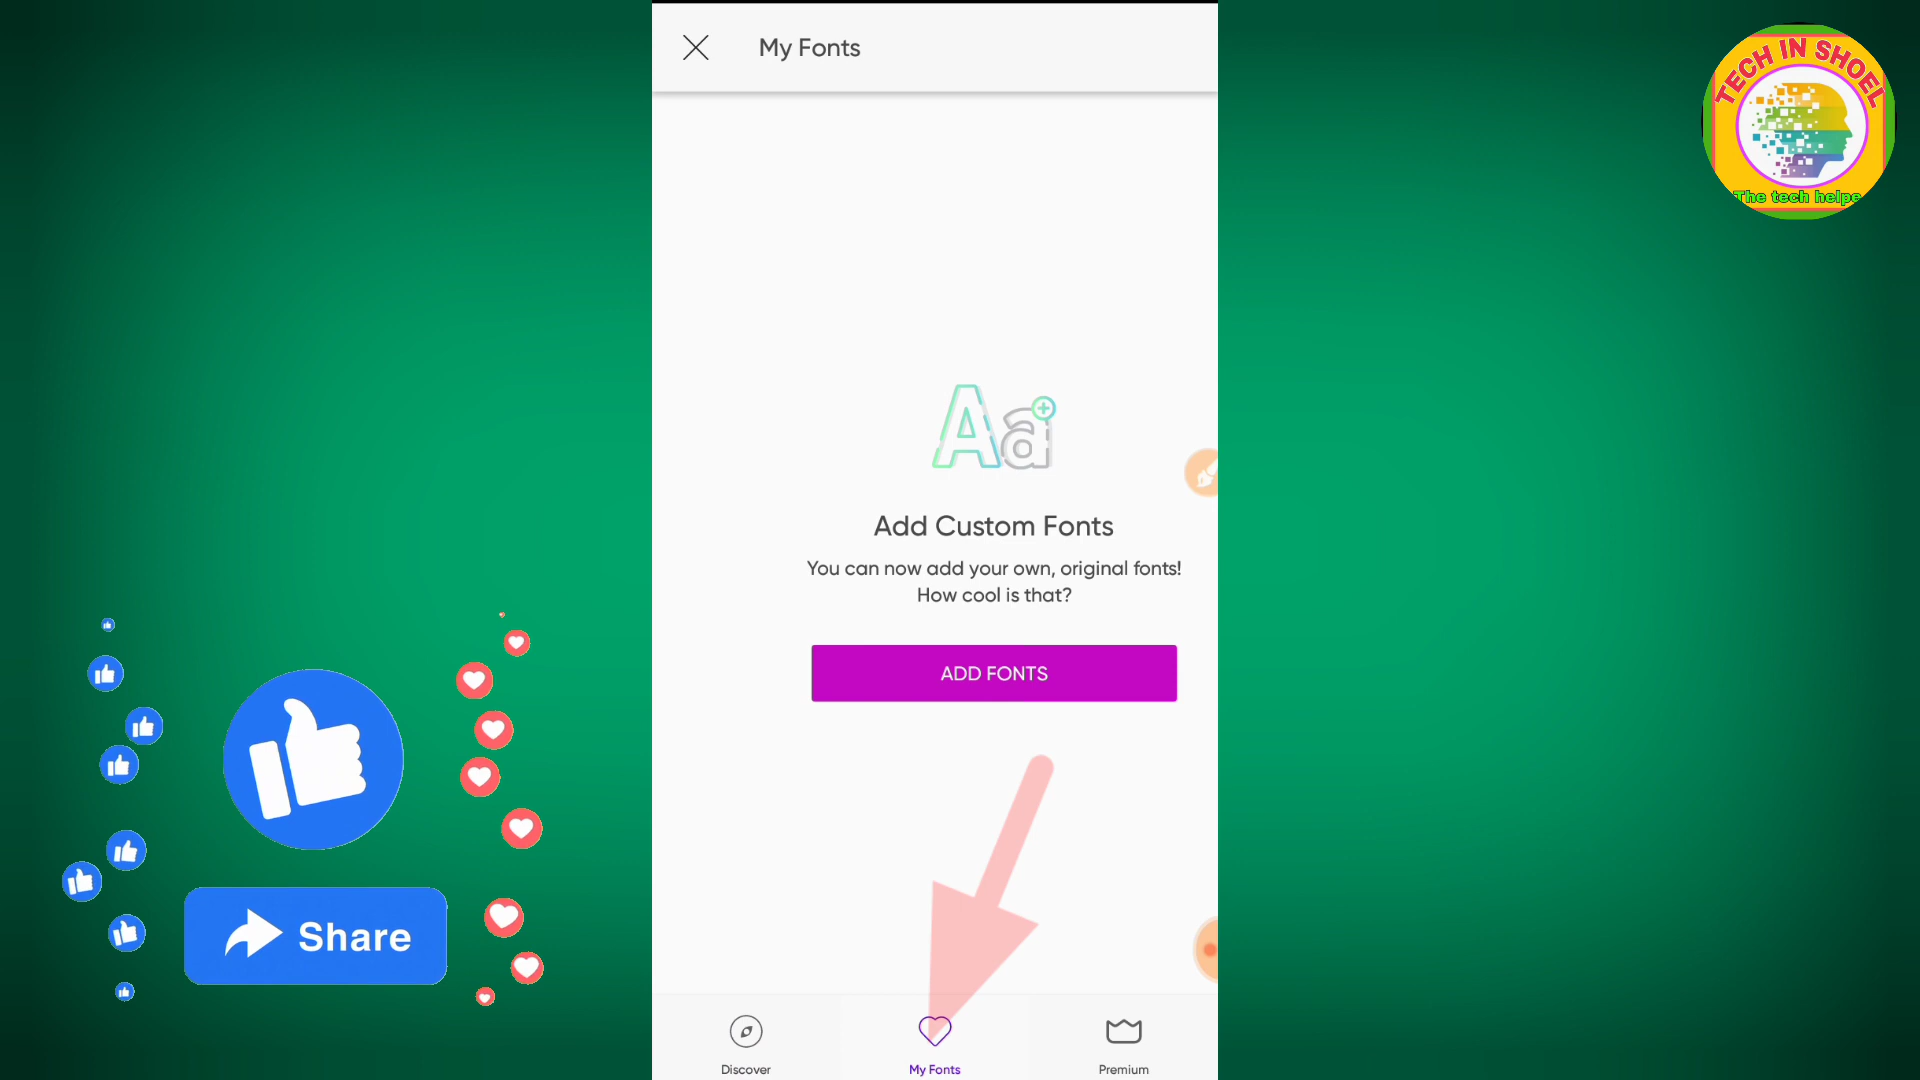 My Fonts
TECH IN SHOEL
The tech helpe
Aa
Add Custom Fonts
You can now add your own, original fonts!
How cool is that?
ADD FONTS
Share
Discover
My Fonts
Premium